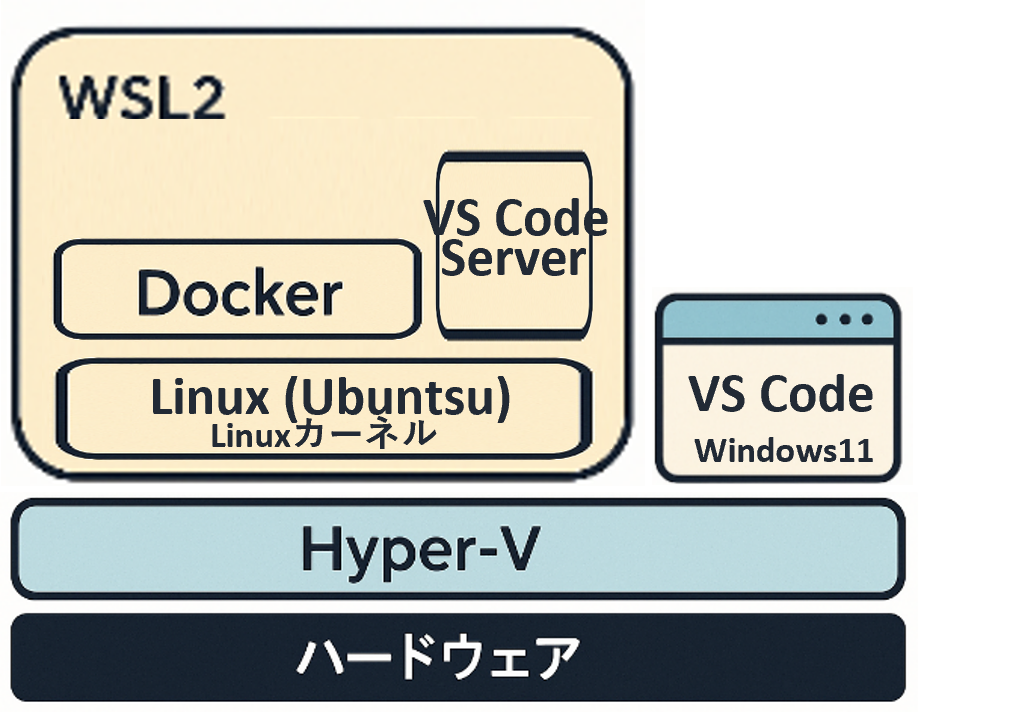 WSL2
VS Code
Server
Docker
Linux (Ubuntsu)
Linuxカーネル
VS Code
Windows11
Hyper-V
ハードウェア